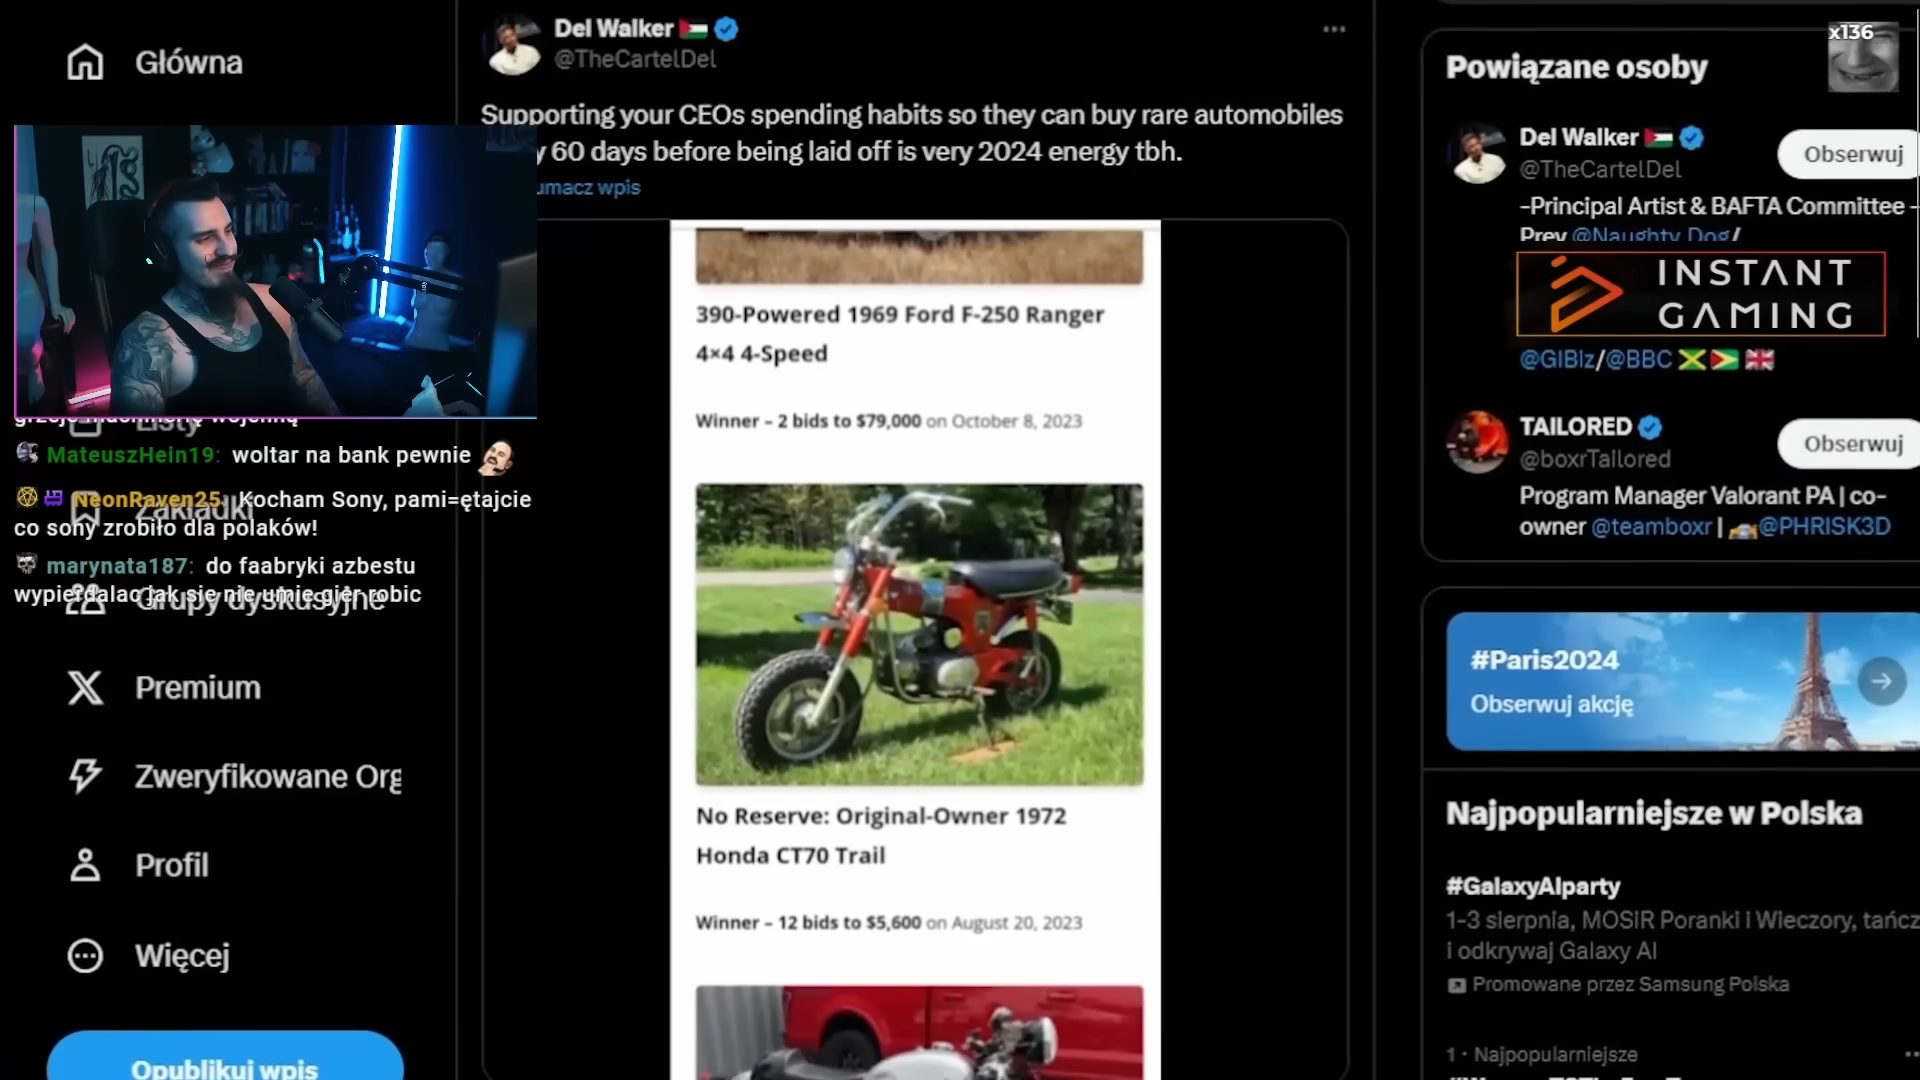 Główna
Listy
MateuszHein19: woltar na bank pewnie
NeonRaven25: Kocham Sony, pami=ętajcie
co sony zrobiło dla polaków!
Zakładki
marynata187: do faabryki azbestu
wypierdalac jak sie nie umie gier robic
Grupy dyskusyjne
Premium
Zweryfikowane Org
Profil
Więcej
Opublikuj wpis
Del Walker
@TheCartelDel
Supporting your CEOs spending habits so they can buy rare automobiles
y 60 days before being laid off is very 2024 energy tbh.
umacz wpis
390-Powered 1969 Ford F-250 Ranger
4×4 4-Speed
Winner – 2 bids to $79,000 on October 8, 2023
No Reserve: Original-Owner 1972
Honda CT70 Trail
Winner – 12 bids to $5,600 on August 20, 2023
x136
Powiązane osoby
Del Walker
@TheCartelDel
Obserwuj
-Principal Artist & BAFTA Committee -
Prev @Naughty_Dog/
INSTANT
GAMING
@GIBiz/@BBC
TAILORED
@boxrTailored
Obserwuj
Program Manager Valorant PA | co-
owner @teamboxr | @PHRISK3D
#Paris2024
Obserwuj akcję
Najpopularniejsze w Polska
#GalaxyAIparty
1-3 sierpnia, MOSiR Poranki i Wieczory, tańcz
i odkrywaj Galaxy AI
Promowane przez Samsung Polska
1 · Najpopularniejsze